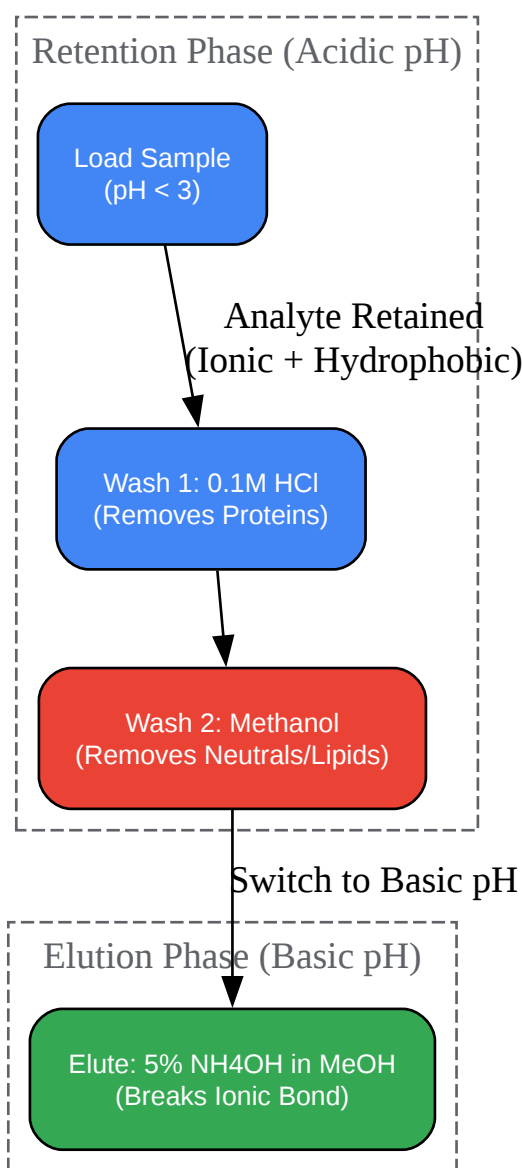 Retention Phase (Acidic pH)
Load Sample
(pH < 3)
Analyte Retained
(Ionic + Hydrophobic)
Wash 1: 0.1M HCl
(Removes Proteins)
Wash 2: Methanol
(Removes Neutrals/Lipids)
Switch to Basic pH
Elution Phase (Basic pH)
Elute: 5% NH4OH in MeOH
(Breaks Ionic Bond)